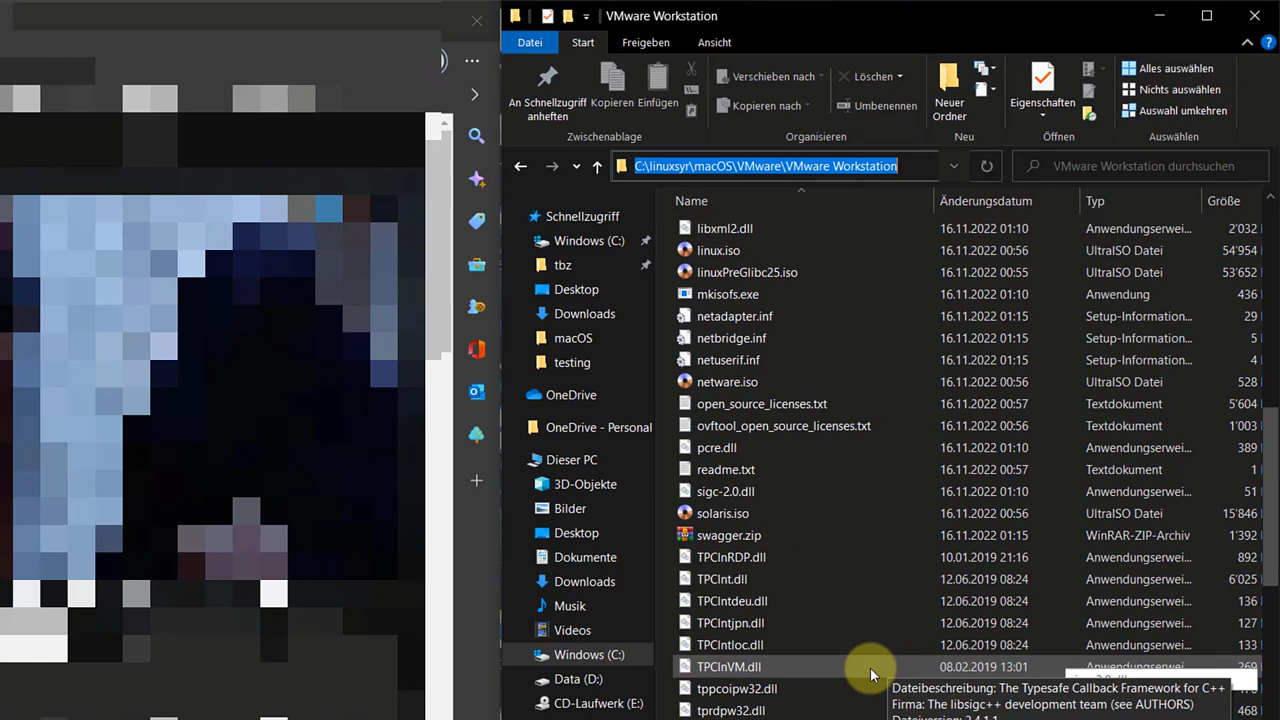 VMware Workstation
Datei Start Freigeben Ansicht
An Schnellzugriff anheften
Kopieren
Einfügen
Zwischenablage
Verschieben nach
Kopieren nach
Löschen
Umbenennen
Organisieren
Neuer Ordner
Neu
Eigenschaften
Öffnen
Alles auswählen
Nichts auswählen
Auswahl umkehren
Auswählen
C:\linuxsyr\macOS\VMware\VMware Workstation
VMware Workstation durchsuchen
Schnellzugriff
Windows (C:)
tbz
Desktop
Downloads
macOS
testing
OneDrive
OneDrive - Personal
Dieser PC
3D-Objekte
Bilder
Desktop
Dokumente
Downloads
Musik
Videos
Windows (C:)
Data (D:)
CD-Laufwerk (E:)
Name Änderungsdatum Typ Größe
libxml2.dll 16.11.2022 01:10 Anwendungserwei... 2'032
linux.iso 16.11.2022 00:56 UltraISO Datei 54'954
linuxPreGlibc25.iso 16.11.2022 00:55 UltraISO Datei 53'652
mkisofs.exe 16.11.2022 01:10 Anwendung 436
netadapter.inf 16.11.2022 01:15 Setup-Information... 29
netbridge.inf 16.11.2022 01:15 Setup-Information... 5
netuserif.inf 16.11.2022 01:15 Setup-Information... 4
netware.iso 16.11.2022 00:56 UltraISO Datei 528
open_source_licenses.txt 16.11.2022 00:57 Textdokument 5'604
ovftool_open_source_licenses.txt 16.11.2022 00:57 Textdokument 1'003
pcre.dll 16.11.2022 01:10 Anwendungserwei... 389
readme.txt 16.11.2022 00:57 Textdokument 1
sigc-2.0.dll 16.11.2022 01:10 Anwendungserwei... 51
solaris.iso 16.11.2022 00:56 UltraISO Datei 15'846
swagger.zip 16.11.2022 01:15 WinRAR-ZIP-Archiv 1'392
TPClnRDP.dll 10.01.2019 21:16 Anwendungserwei... 40
TPClnt.dll 12.06.2019 08:24 Anwendungserwei... 6'025
TPClntdeu.dll 12.06.2019 08:24 Anwendungserwei... 136
TPClntjpn.dll 12.06.2019 08:24 Anwendungserwei... 127
TPClntloc.dll 12.06.2019 08:24 Anwendungserwei... 133
TPClnVM.dll 08.02.2019 13:01 Anwendungserwei... 269
tppcoipw32.dll
tprdpw32.dll 468
Dateibeschreibung: The Typesafe Callback Framework for C++
Firma: The libsigc++ development team (see AUTHORS)